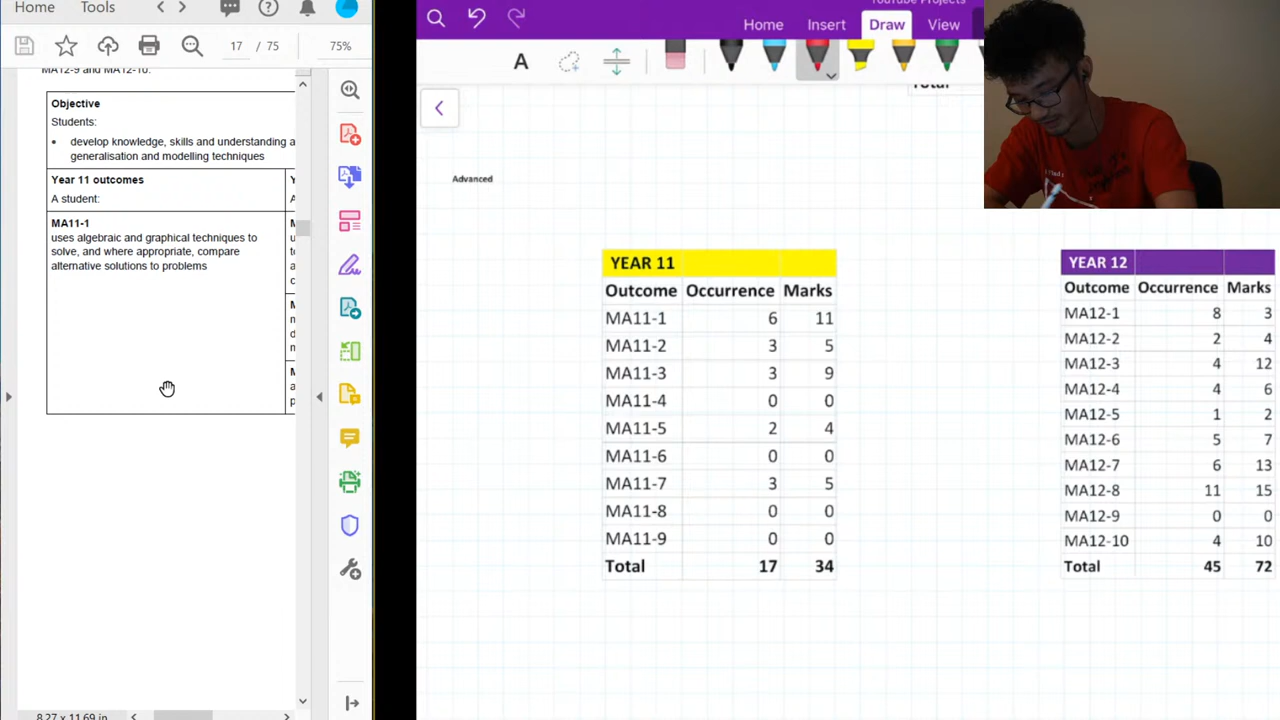 Home Tools
17 / 75 75%
MA12-9 and MA12-10.
Objective
Students:
• develop knowledge, skills and understanding a
generalisation and modelling techniques
Year 11 outcomes Y
A student: A
MA11-1
uses algebraic and graphical techniques to
solve, and where appropriate, compare
alternative solutions to problems
8.27 x 11.69 in
YouTube Projects
Home Insert Draw View
A
Total
Advanced
YEAR 11
Outcome Occurrence Marks
MA11-1 6 11
MA11-2 3 5
MA11-3 3 9
MA11-4 0 0
MA11-5 2 4
MA11-6 0 0
MA11-7 3 5
MA11-8 0 0
MA11-9 0 0
Total 17 34
YEAR 12
Outcome Occurrence Marks
MA12-1 8 3
MA12-2 2 4
MA12-3 4 12
MA12-4 4 6
MA12-5 1 2
MA12-6 5 7
MA12-7 6 13
MA12-8 11 15
MA12-9 0 0
MA12-10 4 10
Total 45 72